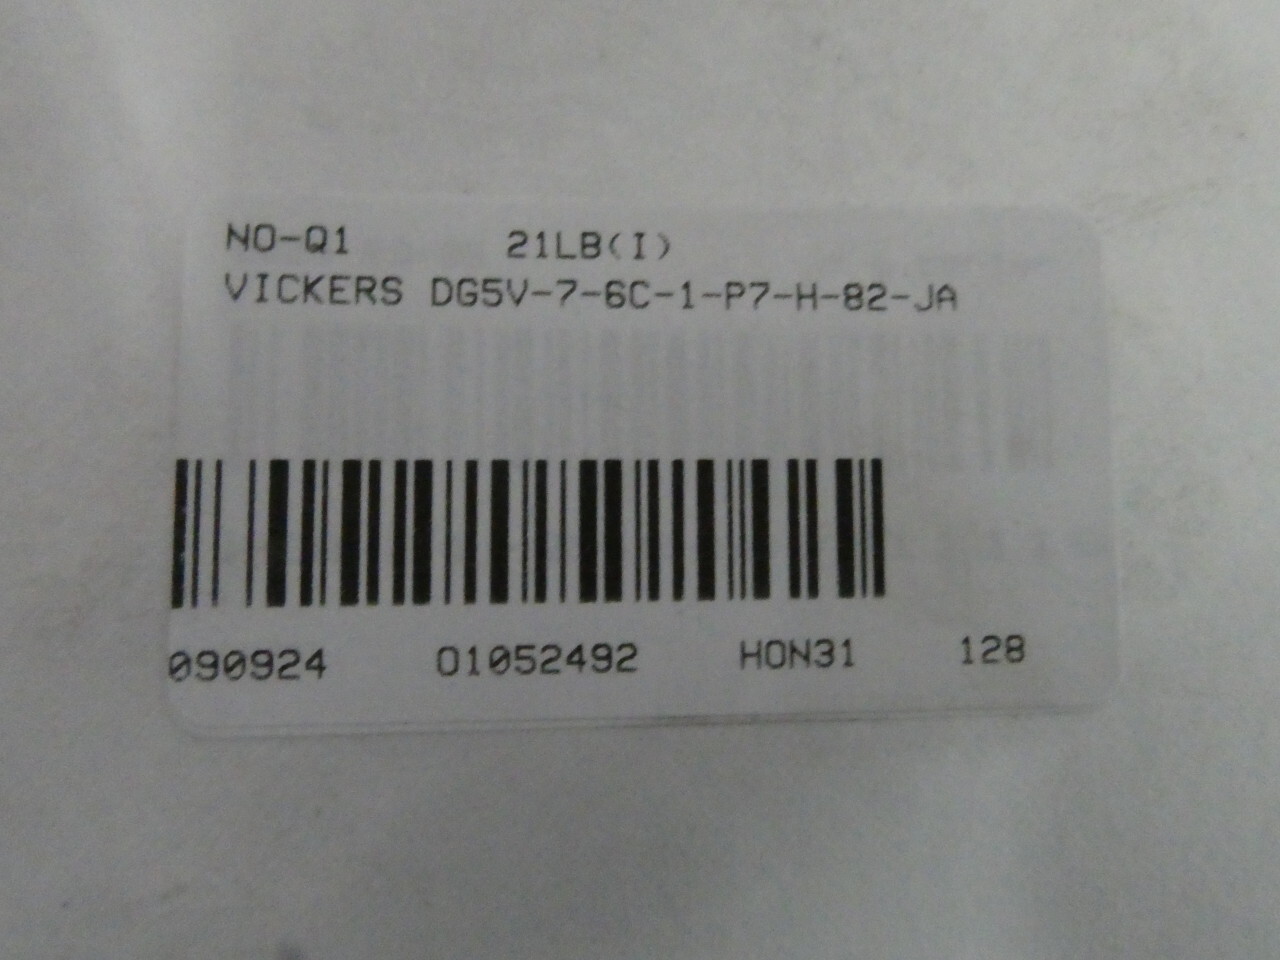 NO-Q1 21LB(I)
VICKERS DG5V-7-6C-1-P7-H-82-JA
090924 01052492 HON31 128